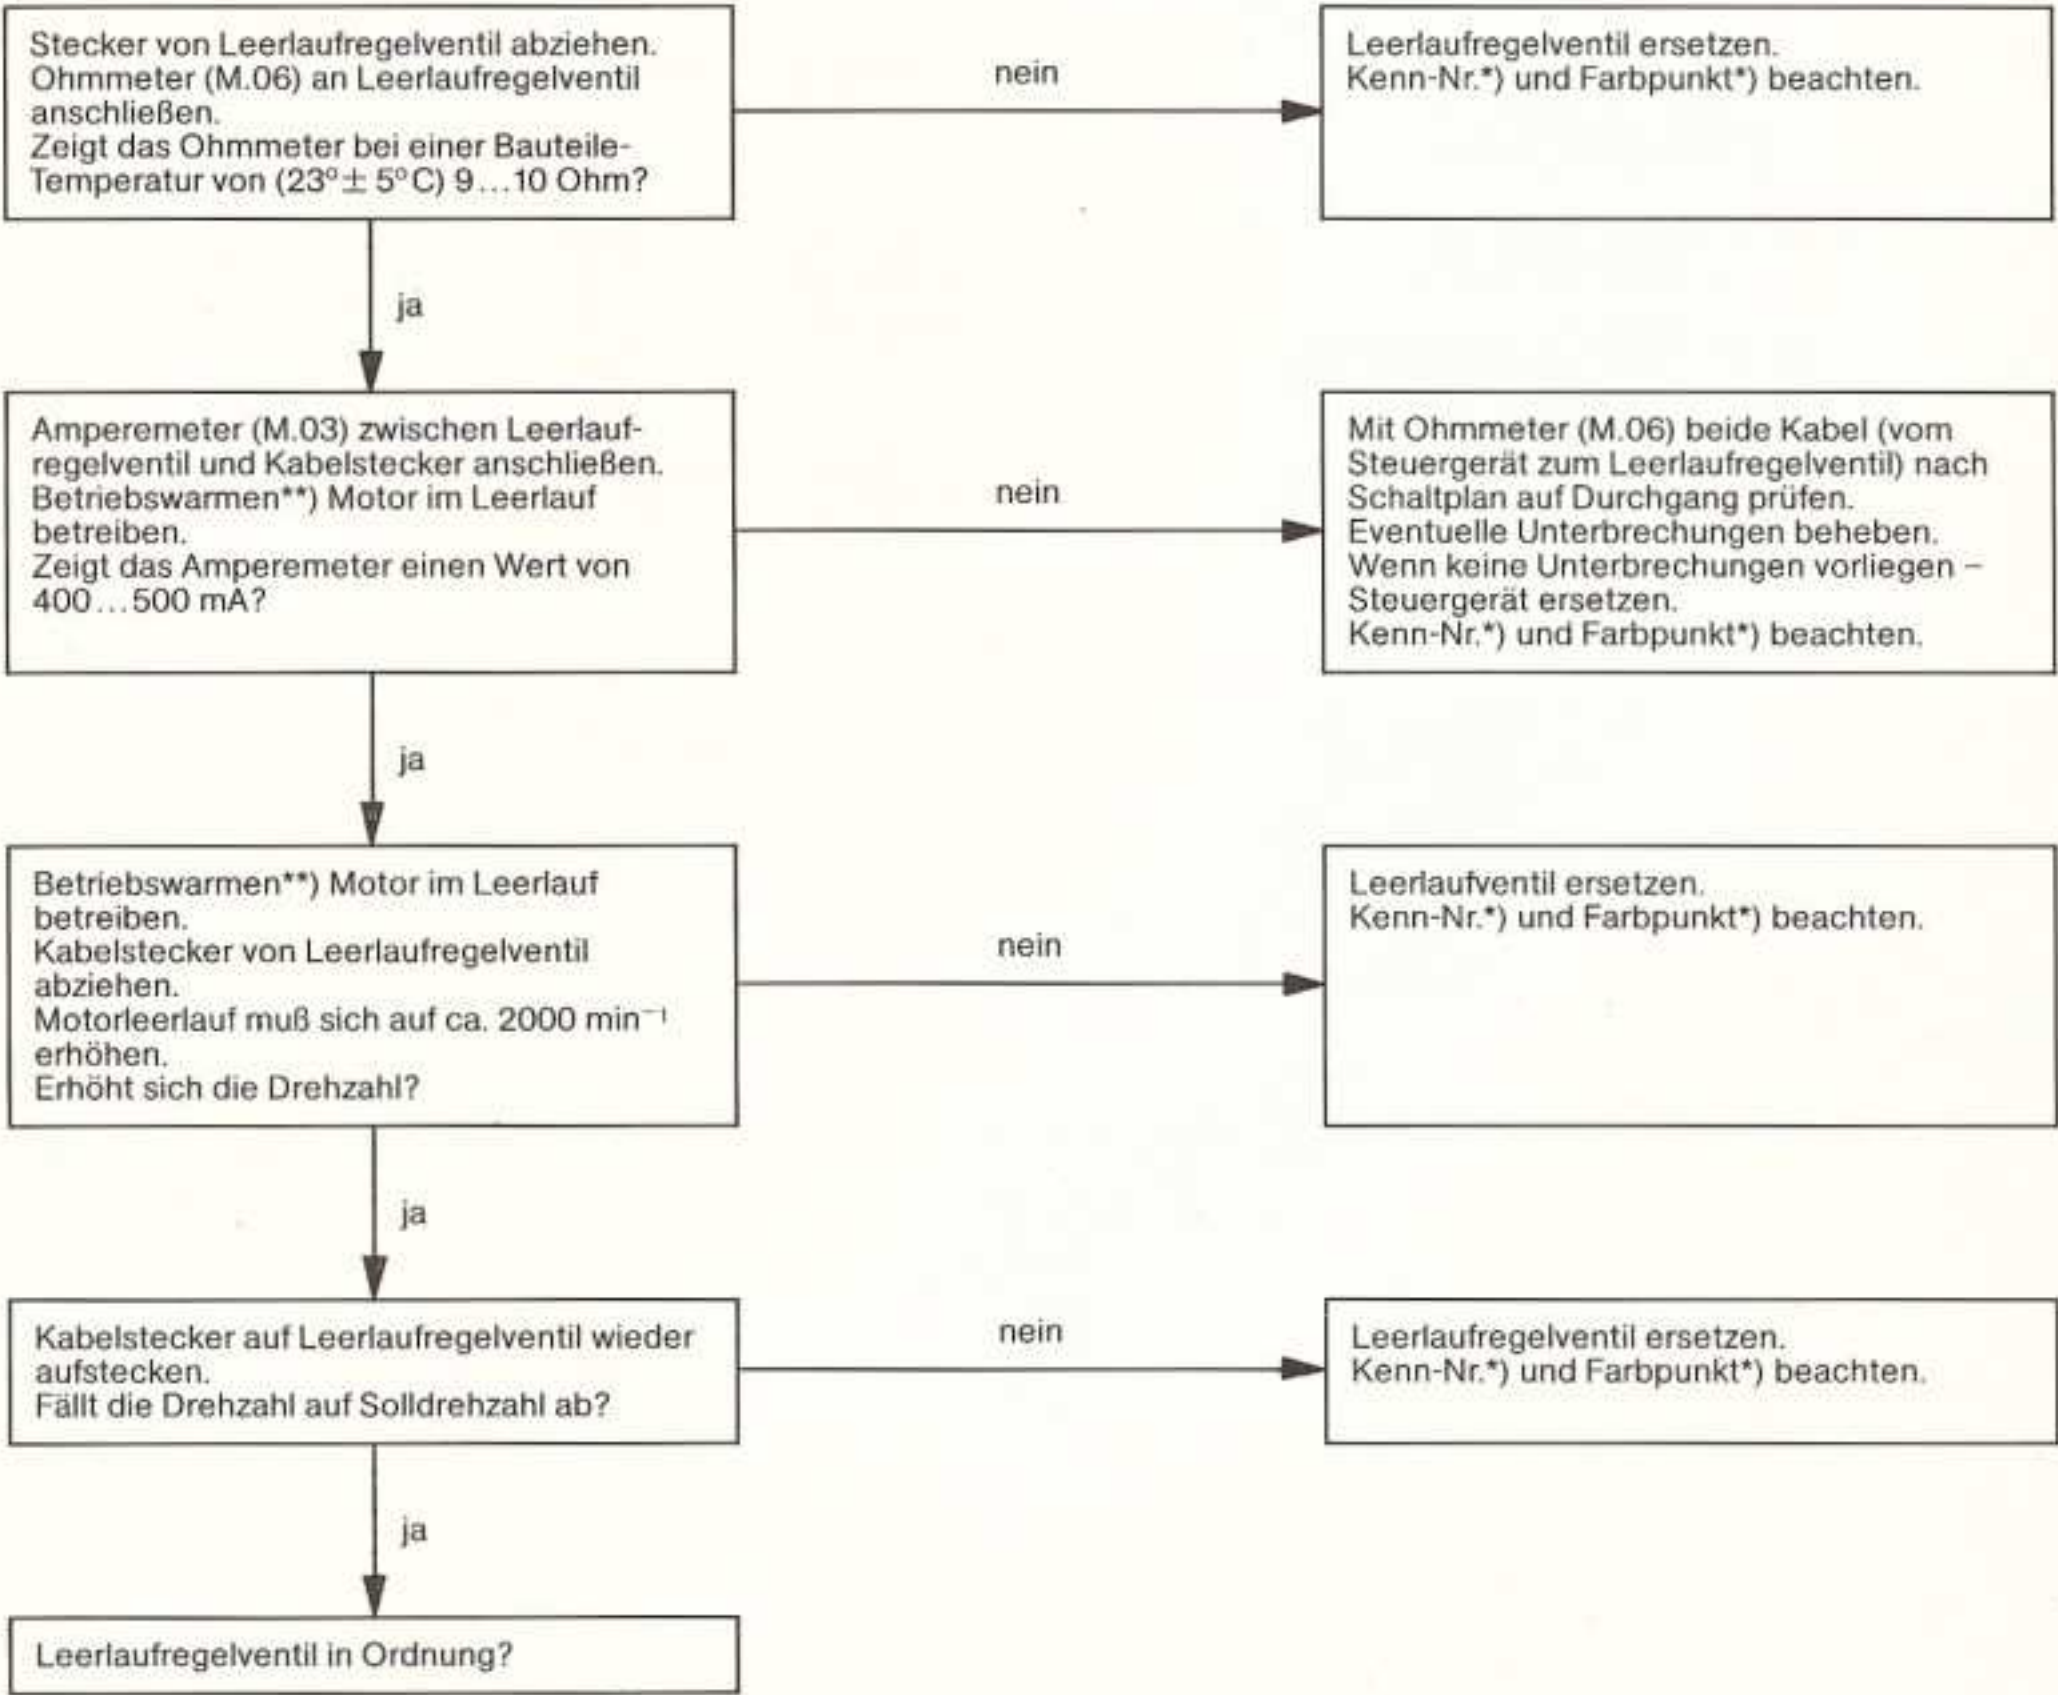 Stecker von Leerlaufregelventil abziehen.
Ohmmeter (M.06) an Leerlaufregelventil
anschließen.
Zeigt das Ohmmeter bei einer Bauteile-
Temperatur von (23° ± 5°C) 9...10 Ohm?
nein
Leerlaufregelventil ersetzen.
Kenn-Nr.*) und Farbpunkt*) beachten.
ja
Amperemeter (M.03) zwischen Leerlauf-
regelventil und Kabelstecker anschließen.
Betriebswarmen**) Motor im Leerlauf
betreiben.
Zeigt das Amperemeter einen Wert von
400...500 mA?
nein
Mit Ohmmeter (M.06) beide Kabel (vom
Steuergerät zum Leerlaufregelventil) nach
Schaltplan auf Durchgang prüfen.
Eventuelle Unterbrechungen beheben.
Wenn keine Unterbrechungen vorliegen –
Steuergerät ersetzen.
Kenn-Nr.*) und Farbpunkt*) beachten.
ja
Betriebswarmen**) Motor im Leerlauf
betreiben.
Kabelstecker von Leerlaufregelventil
abziehen.
Motorleerlauf muß sich auf ca. 2000 min⁻¹
erhöhen.
Erhöht sich die Drehzahl?
nein
Leerlaufventil ersetzen.
Kenn-Nr.*) und Farbpunkt*) beachten.
ja
Kabelstecker auf Leerlaufregelventil wieder
aufstecken.
Fällt die Drehzahl auf Solldrehzahl ab?
nein
Leerlaufregelventil ersetzen.
Kenn-Nr.*) und Farbpunkt*) beachten.
ja
Leerlaufregelventil in Ordnung?